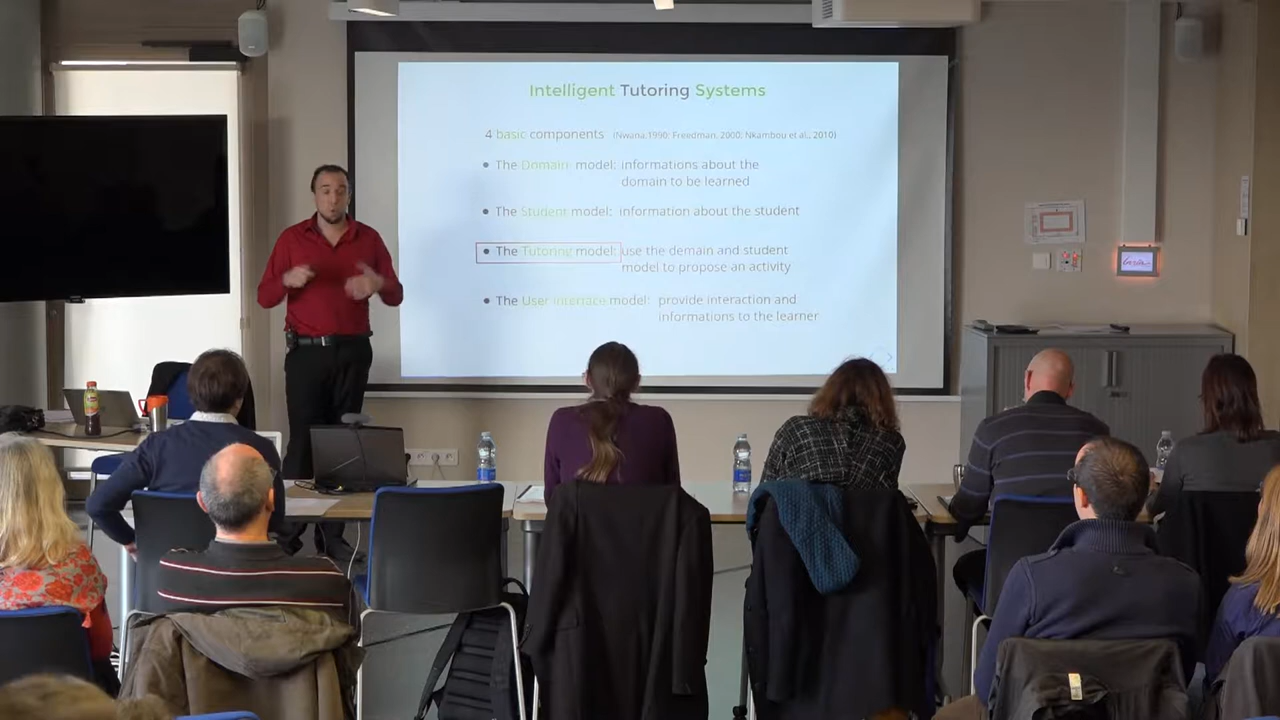 Intelligent Tutoring Systems
4 basic components (Nwana,1990; Freedman, 2000; Nkambou et al., 2010)
• The Domain model: informations about the
domain to be learned
• The Student model: information about the student
• The Tutoring model: use the domain and student
model to propose an activity
• The User interface model: provide interaction and
informations to the learner